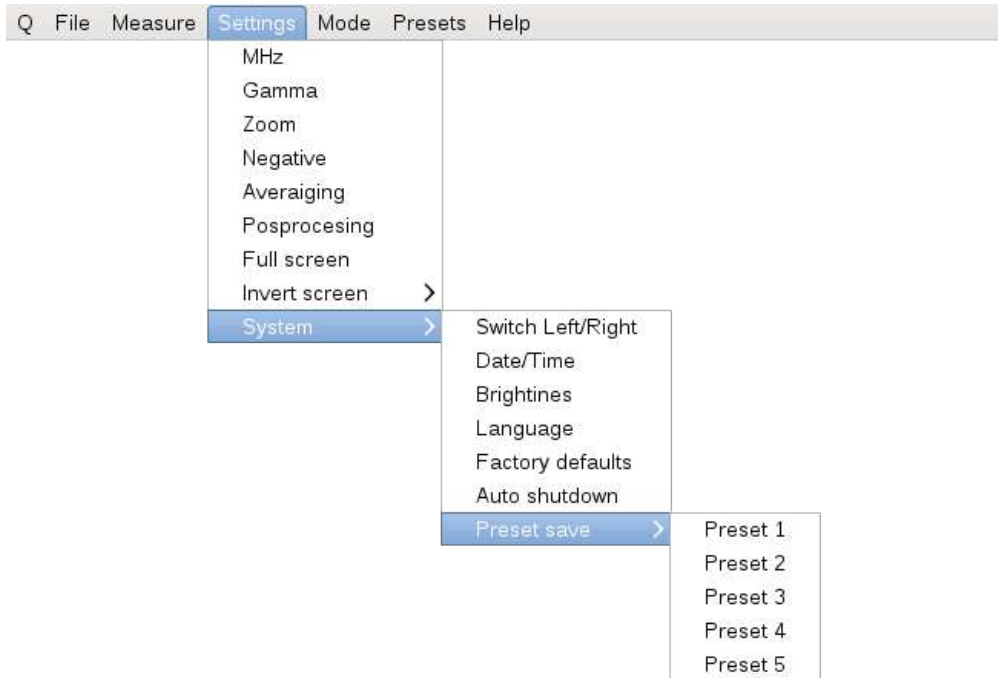 Q File Measure Settings Mode Presets Help
MHz
Gamma
Zoom
Negative
Averaiging
Posprocesing
Full screen
Invert screen
System
Switch Left/Right
Date/Time
Brightines
Language
Factory defaults
Auto shutdown
Preset save
Preset 1
Preset 2
Preset 3
Preset 4
Preset 5